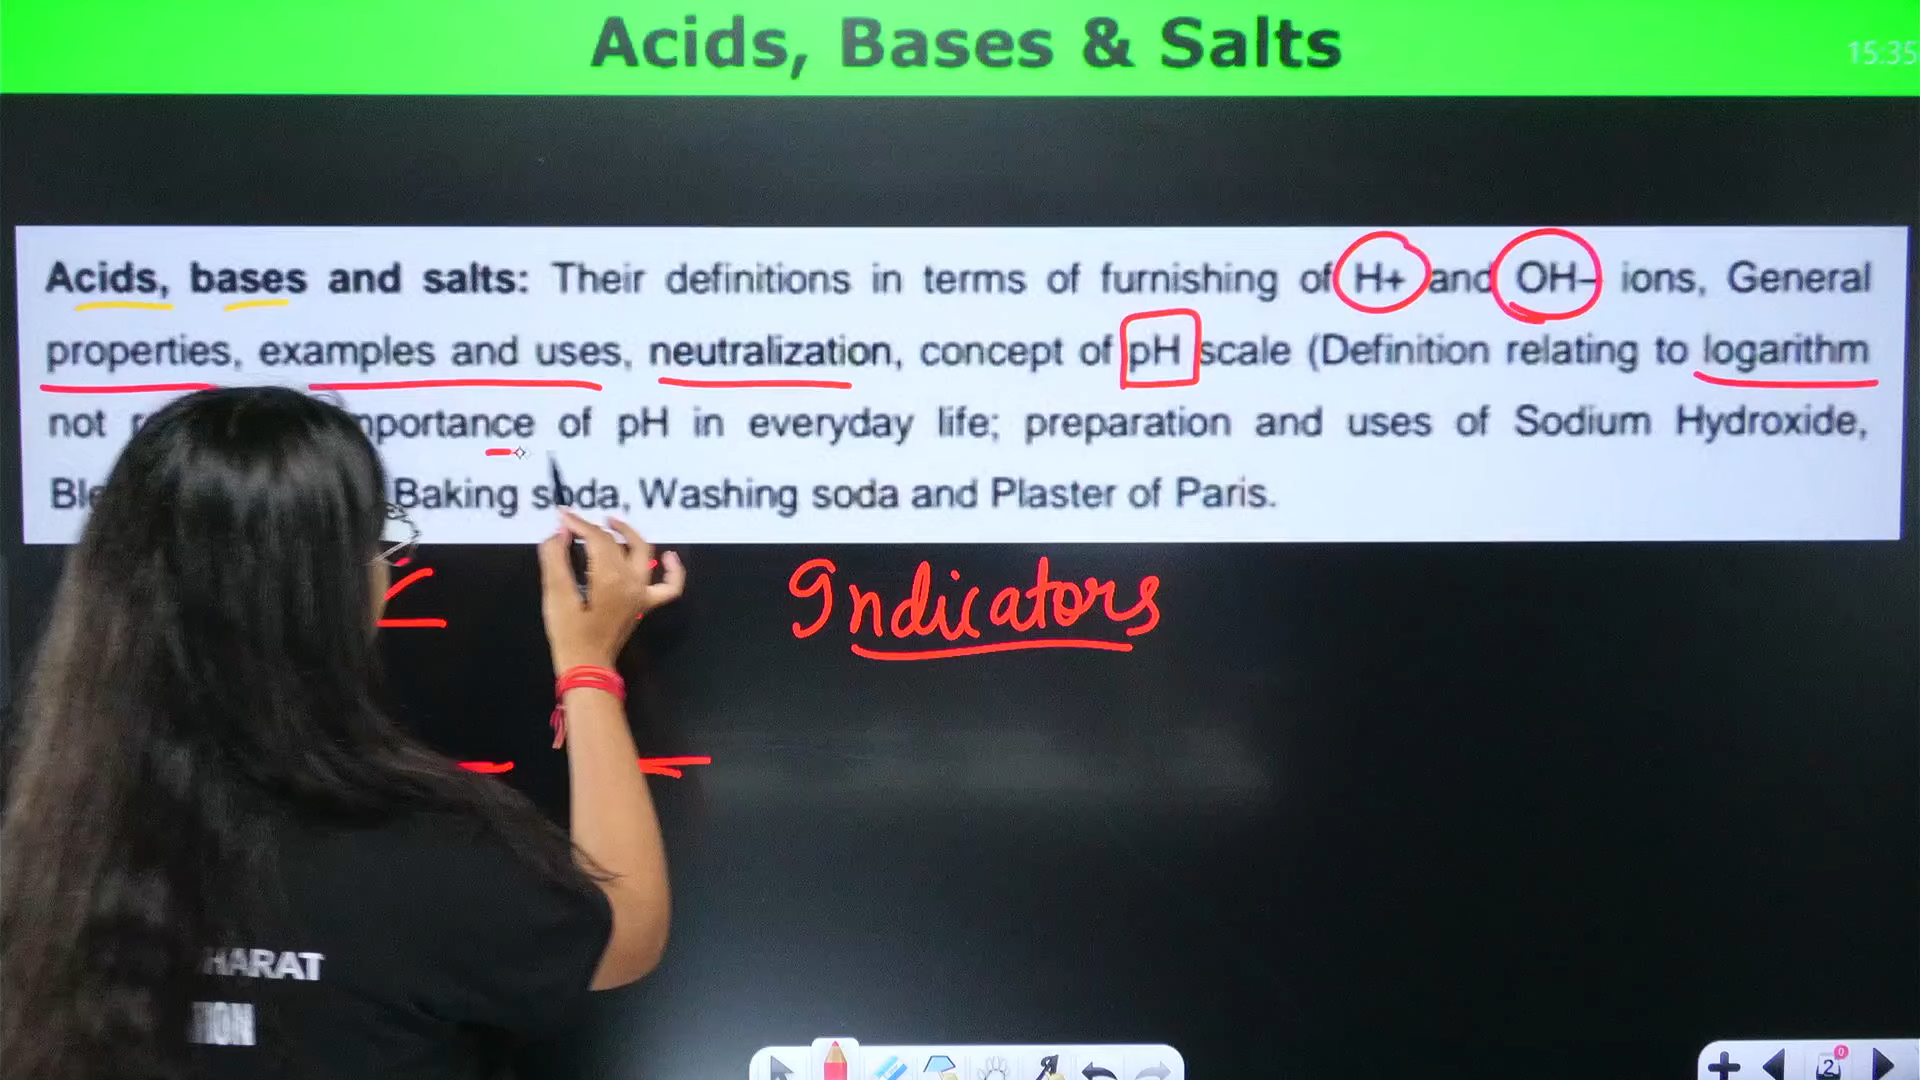 Acids, Bases & Salts
15:35
Acids, bases and salts: Their definitions in terms of furnishing of H+ and OH– ions, General
properties, examples and uses, neutralization, concept of pH scale (Definition relating to logarithm
not of pH in everyday life; preparation and uses of Sodium Hydroxide,
Baking soda, Washing soda and Plaster of Paris.
Indicators
HARAT
2
0